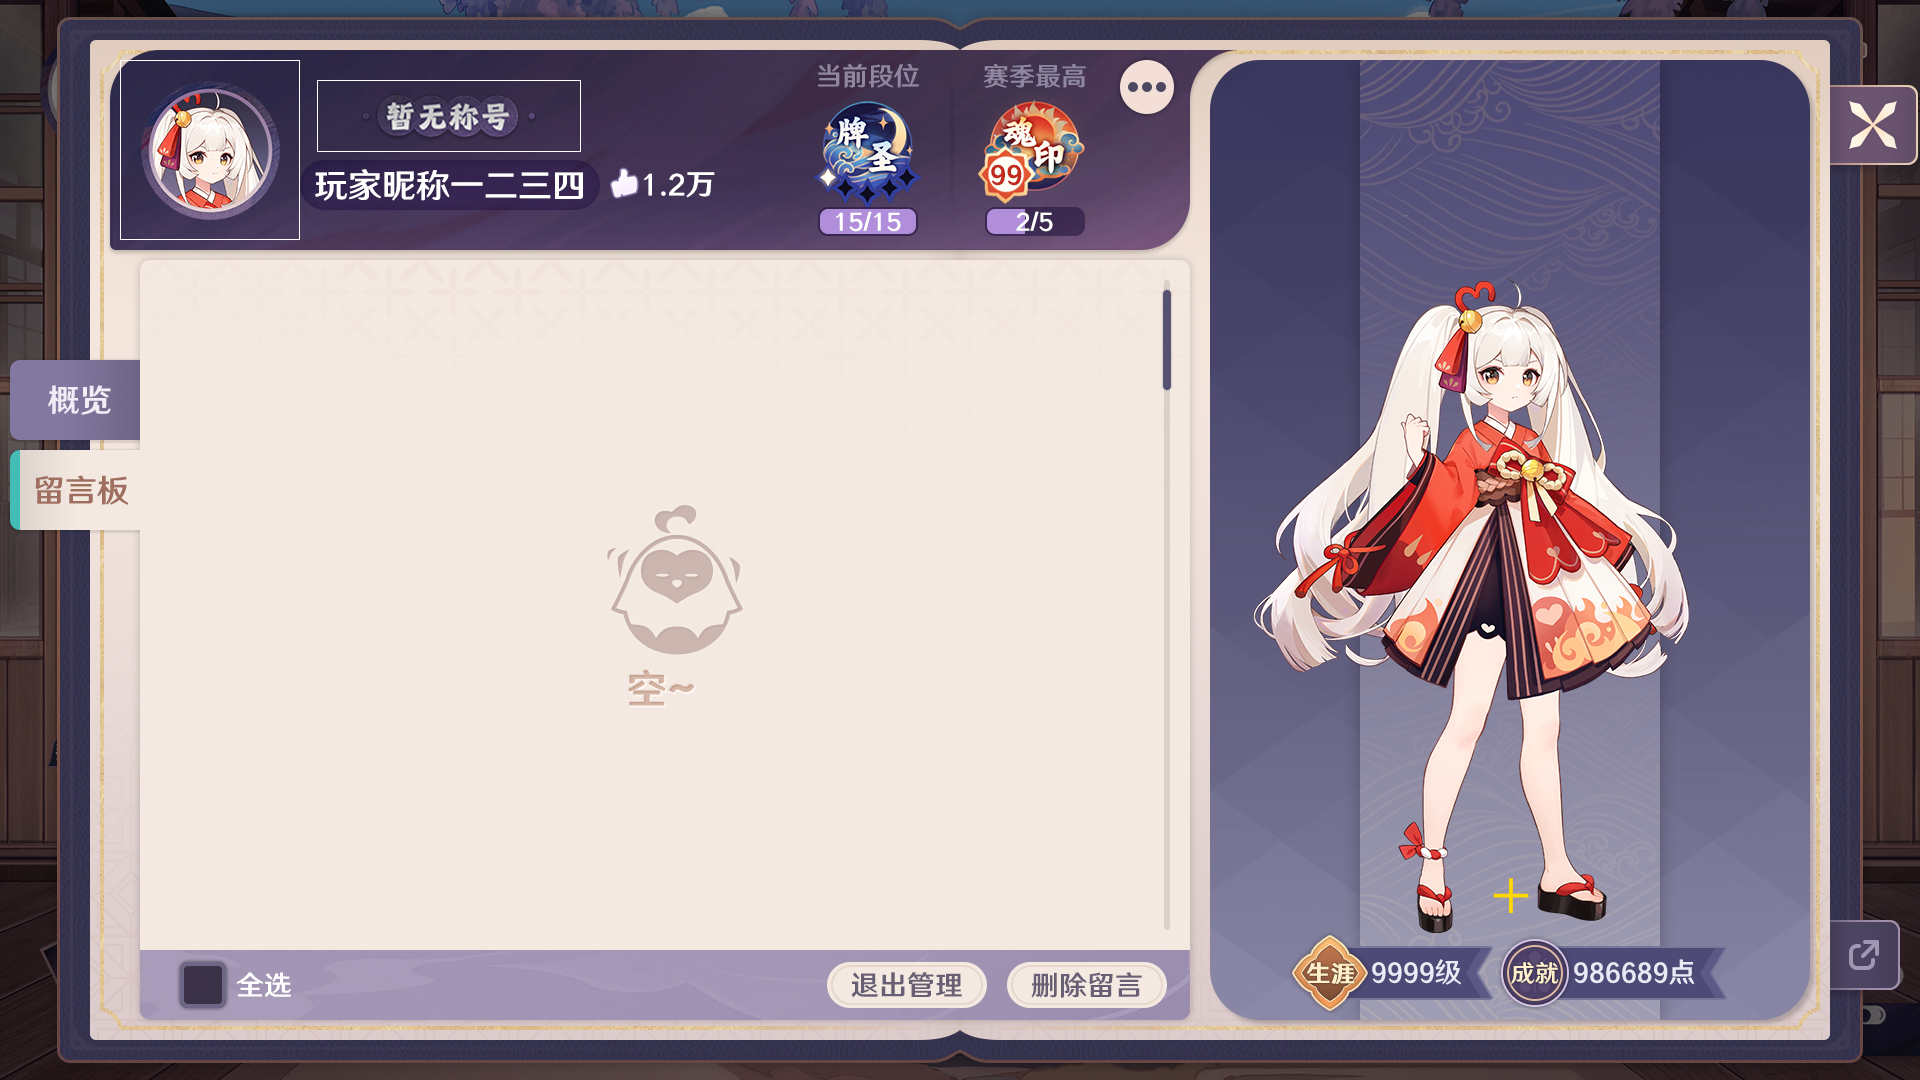 当前段位
赛季最高
暂无称号
牌圣
魂印
99
玩家昵称一二三四
1.2万
15/15
2/5
概览
留言板
空~
全选
退出管理
删除留言
生涯
9999级
成就
986689点